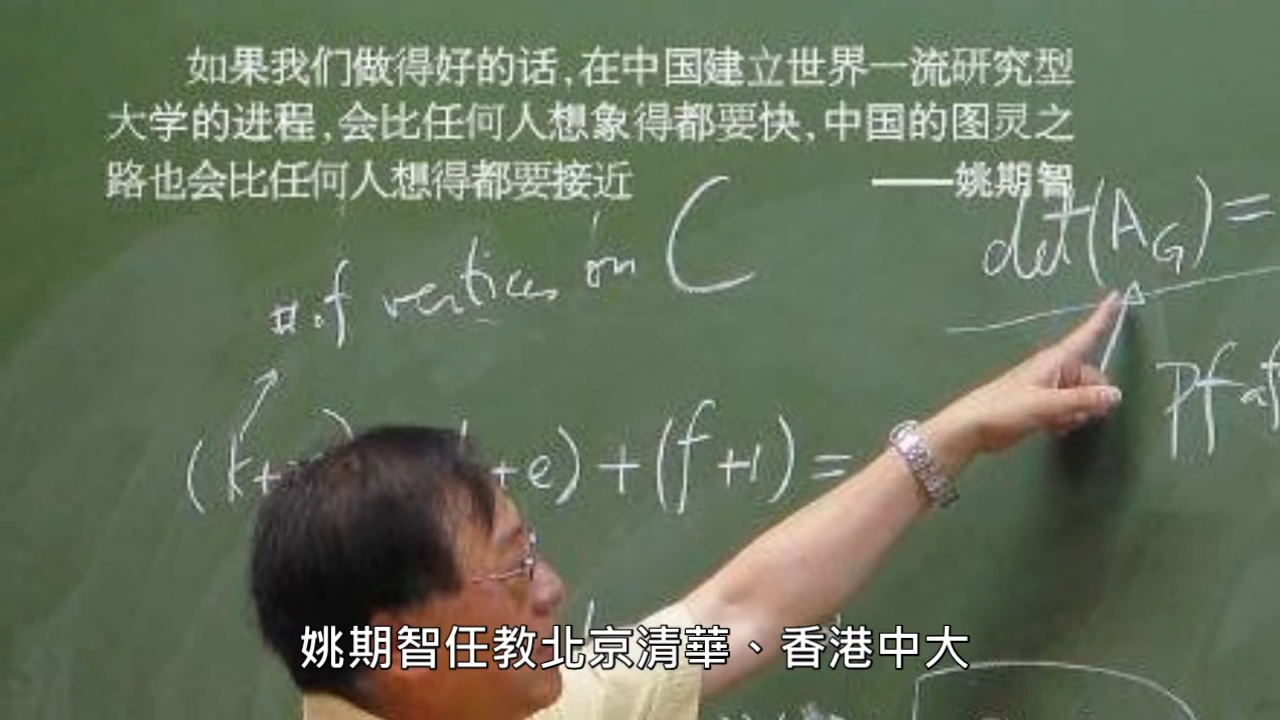 如果我们做得好的话,在中国建立世界一流研究型
大学的进程,会比任何人想象得都要快,中国的图灵之
路也会比任何人想得都要接近
——姚期智
# of vertices on C
det(A_G) =
Pfaf
(k+ +e) + (f+1) =
姚期智任教北京清華、香港中大